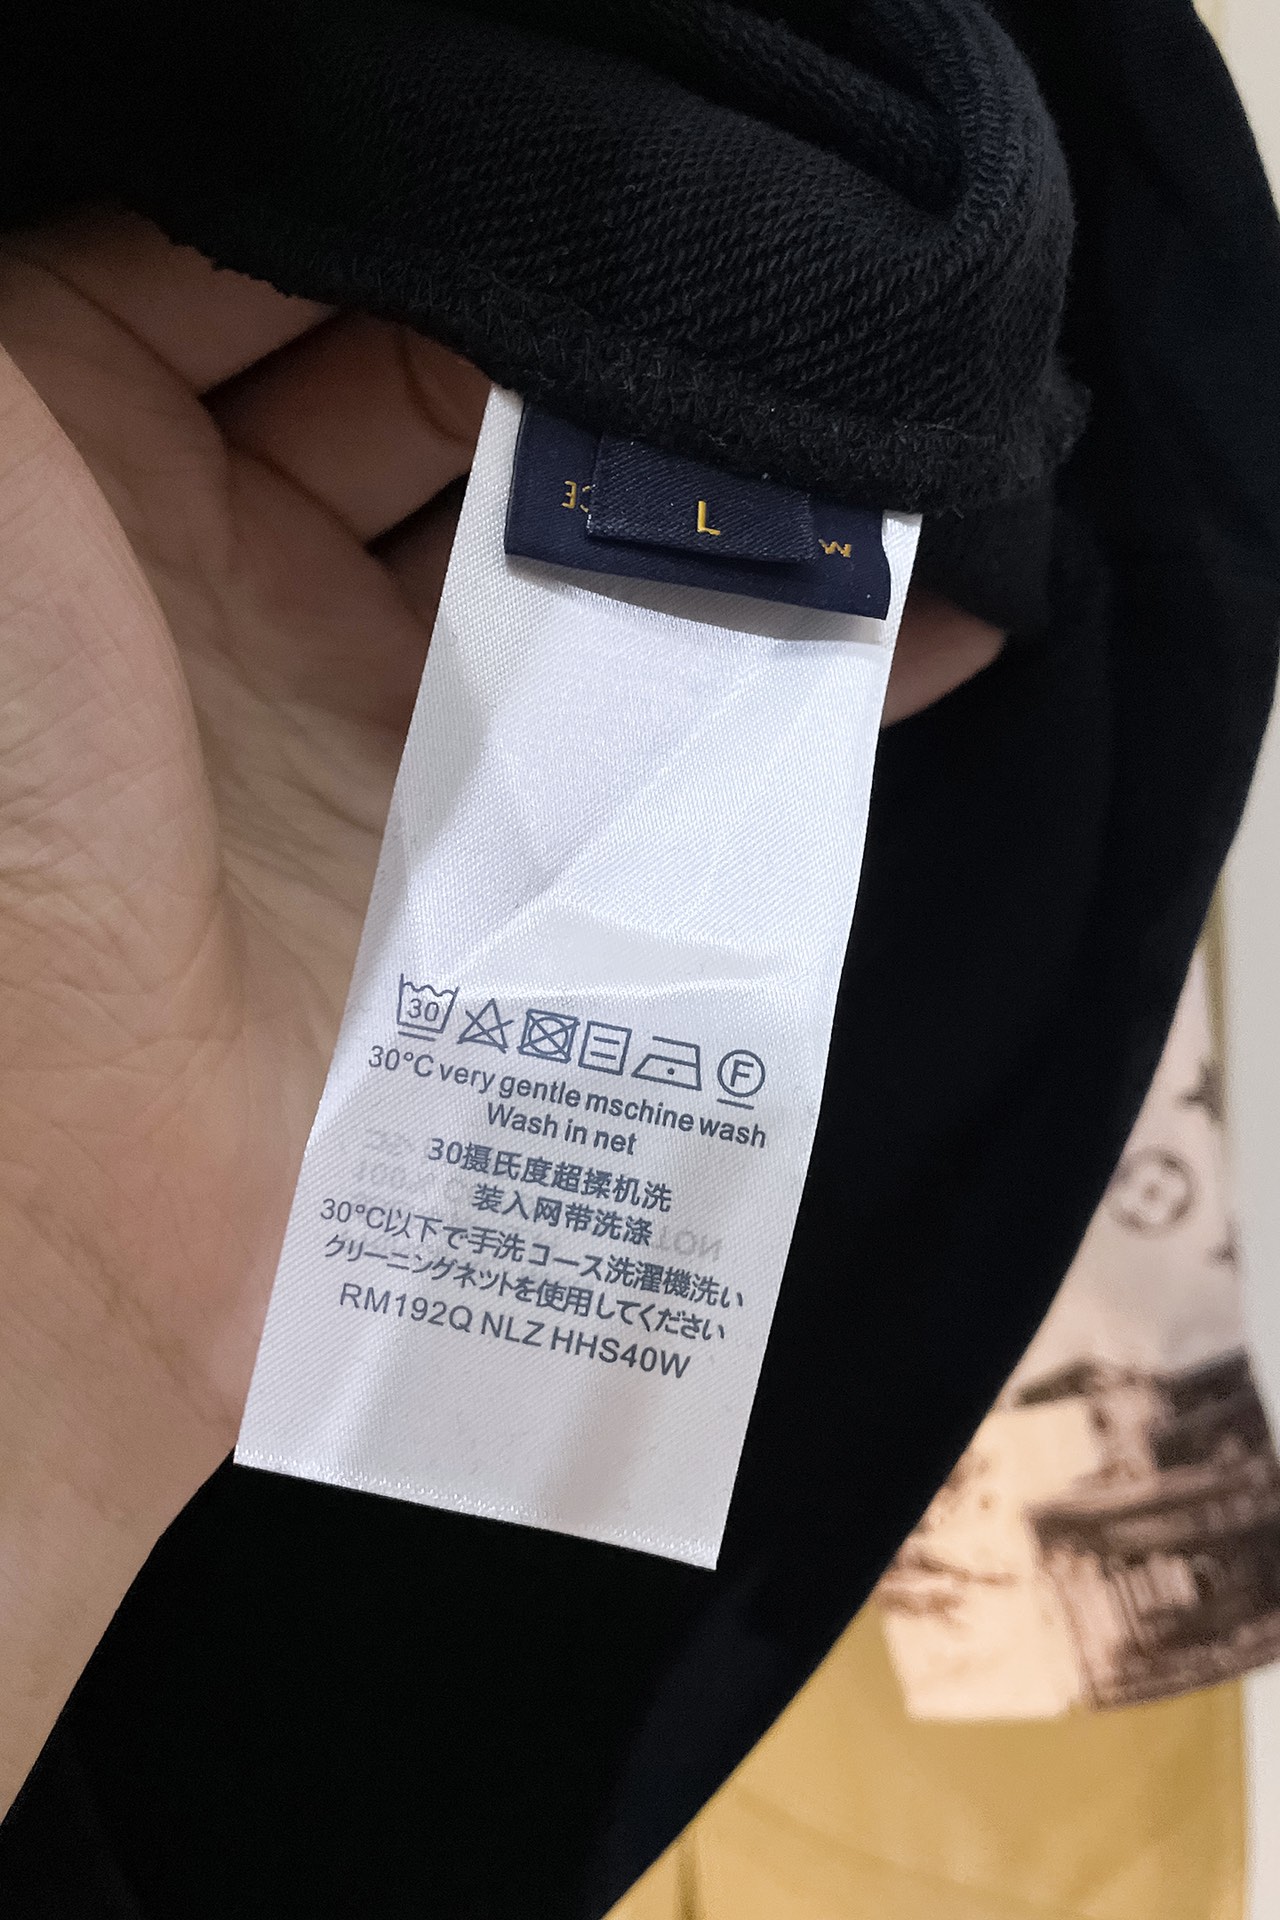 L
30
F
30°C very gentle mschine wash
Wash in net
30摄氏度超揉机洗
装入网带洗涤
30°C以下で手洗コース洗濯機洗い
クリーニングネットを使用してください
RM192Q NLZ HHS40W